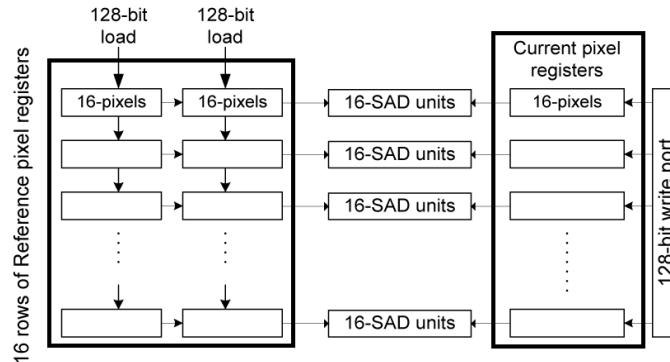 128-bit
load
128-bit
load
16 rows of Reference pixel registers
16-pixels
16-pixels
16-SAD units
16-SAD units
16-SAD units
16-SAD units
Current pixel
registers
16-pixels
128-bit write port